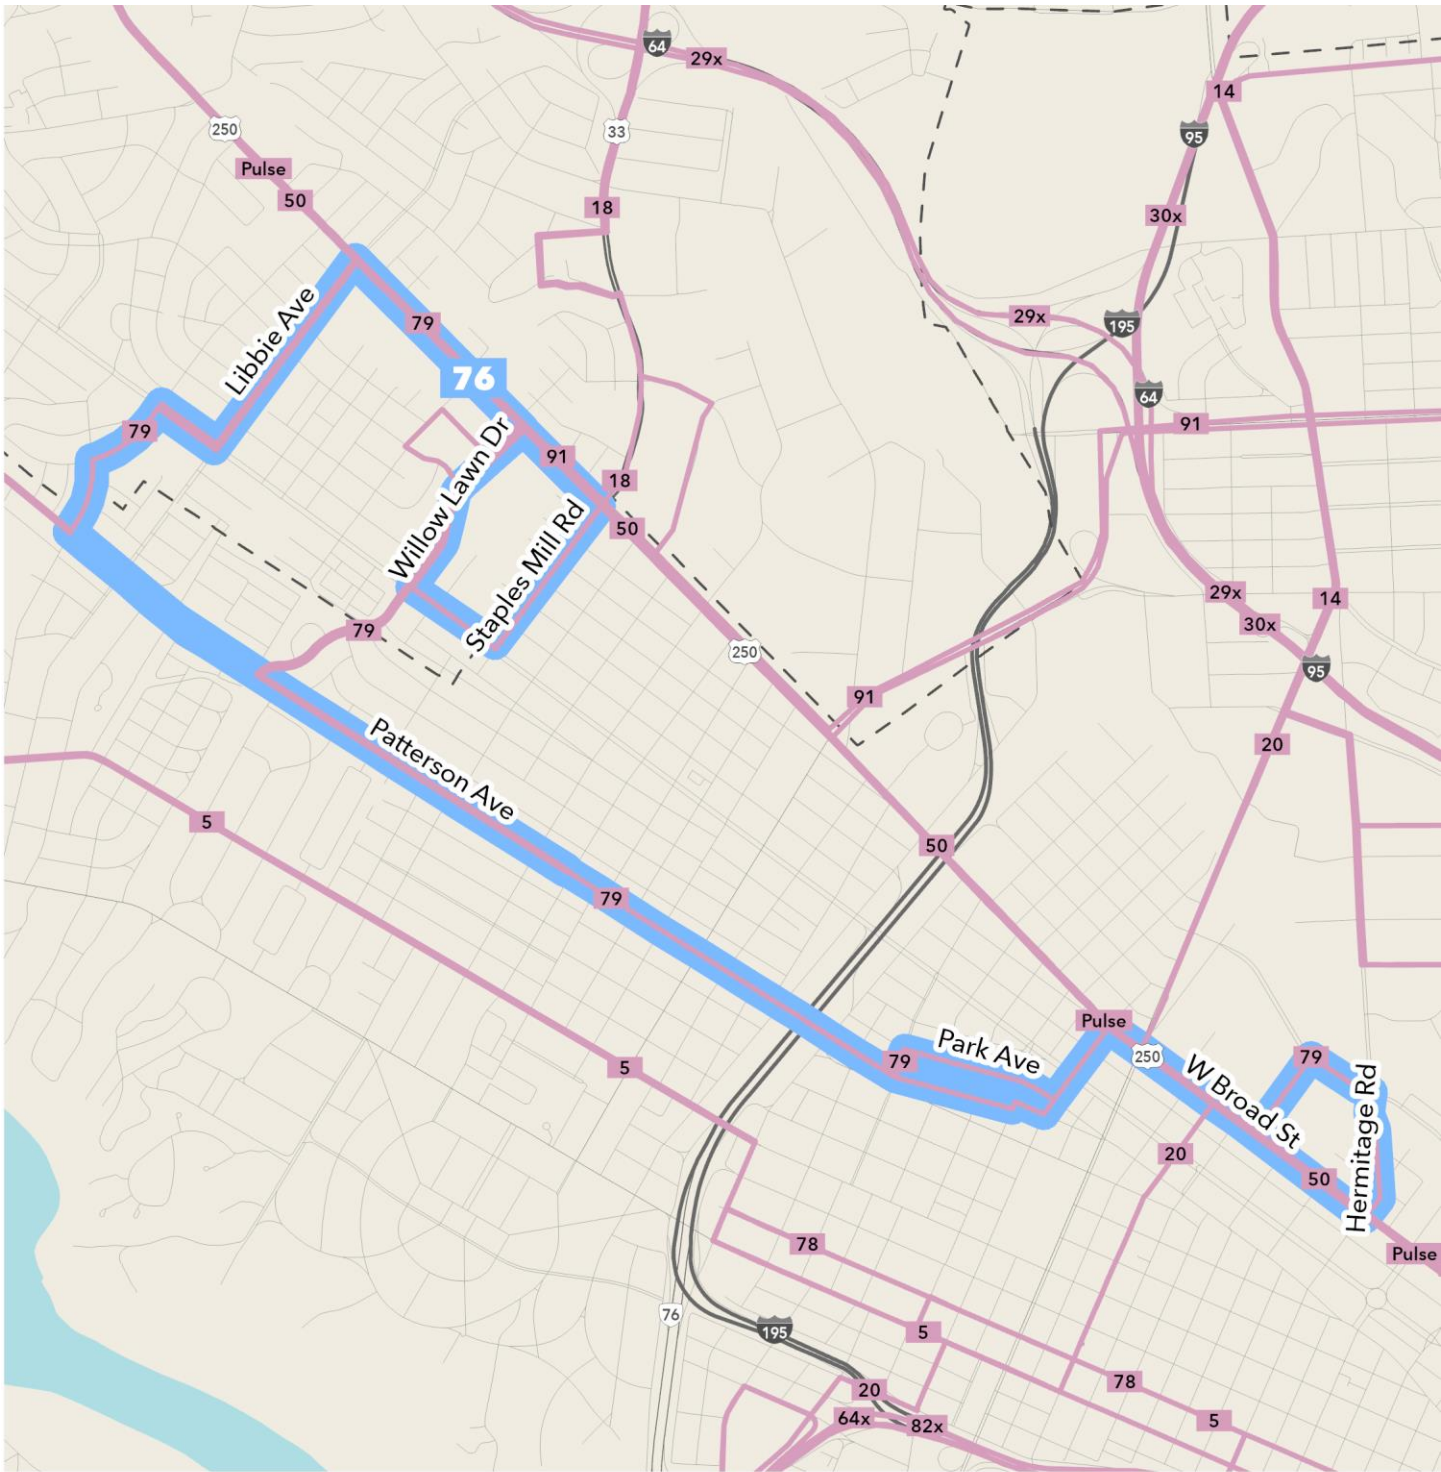 64
29x
14
250
33
95
Pulse
50
18
30x
Libbie Ave
79
29x
195
76
64
79
Willow Lawn Dr
91
91
18
Staples Mill Rd
50
79
250
29x
14
30x
95
91
20
Patterson Ave
5
50
79
Pulse
Park Ave
79
250
W Broad St
79
Hermitage Rd
5
20
50
78
Pulse
76
195
5
20
78
64x
82x
5